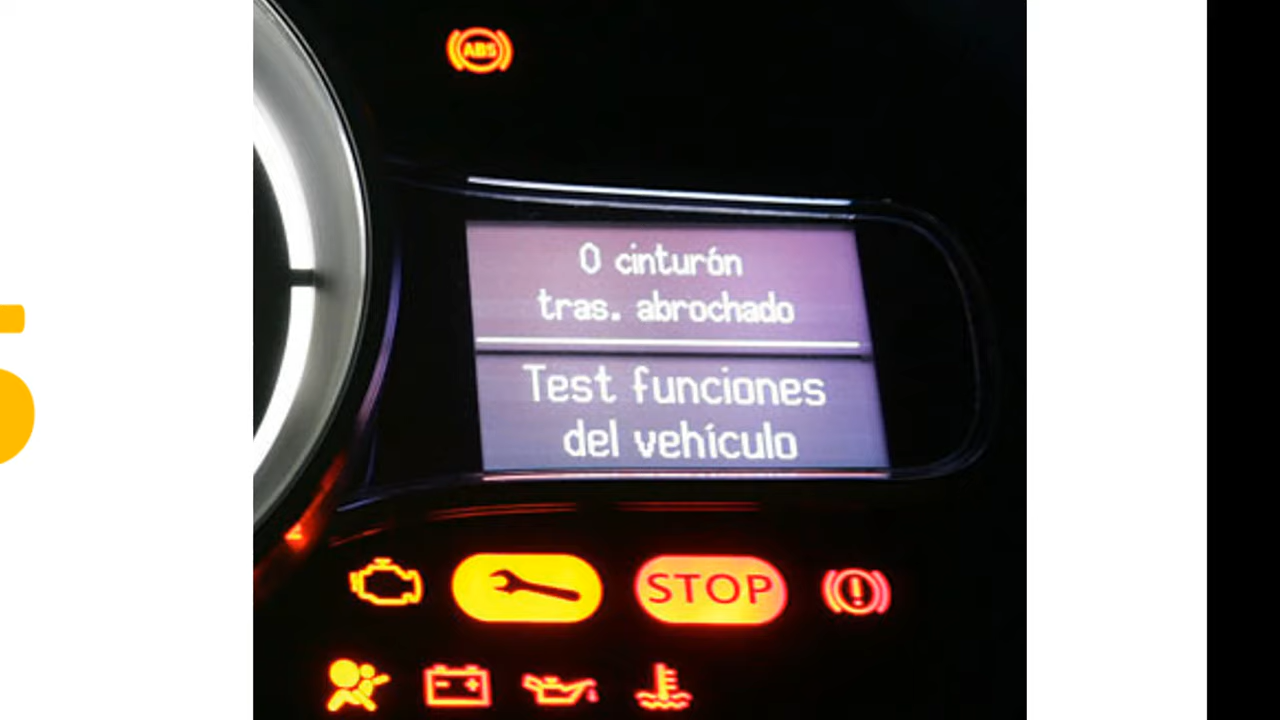 ABS
0 cinturón
tras. abrochado
Test funciones
del vehículo
STOP